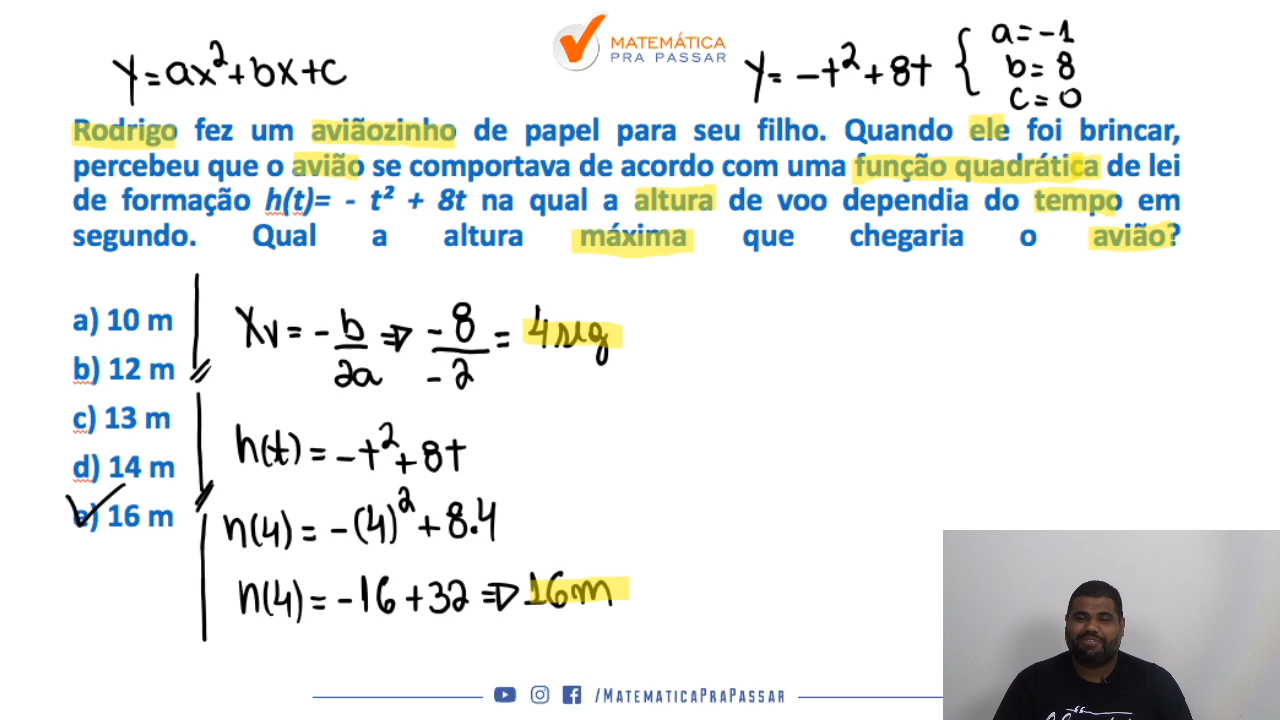 MATEMÁTICA
PRA PASSAR
y=ax²+bx+c
y=-t²+8t { a=-1
b=8
c=0
Rodrigo fez um aviãozinho de papel para seu filho. Quando ele foi brincar,
percebeu que o avião se comportava de acordo com uma função quadrática de lei
de formação h(t)= - t² + 8t na qual a altura de voo dependia do tempo em
segundo. Qual a altura máxima que chegaria o avião?
a) 10 m
b) 12 m
c) 13 m
d) 14 m
e) 16 m
Xv = -b/2a ⇒ -8/-2 = 4 seg
h(t) = -t²+8t
h(4) = -(4)²+8.4
h(4) = -16+32 ⇒ 16m
/MATEMATICAPRAPASSAR